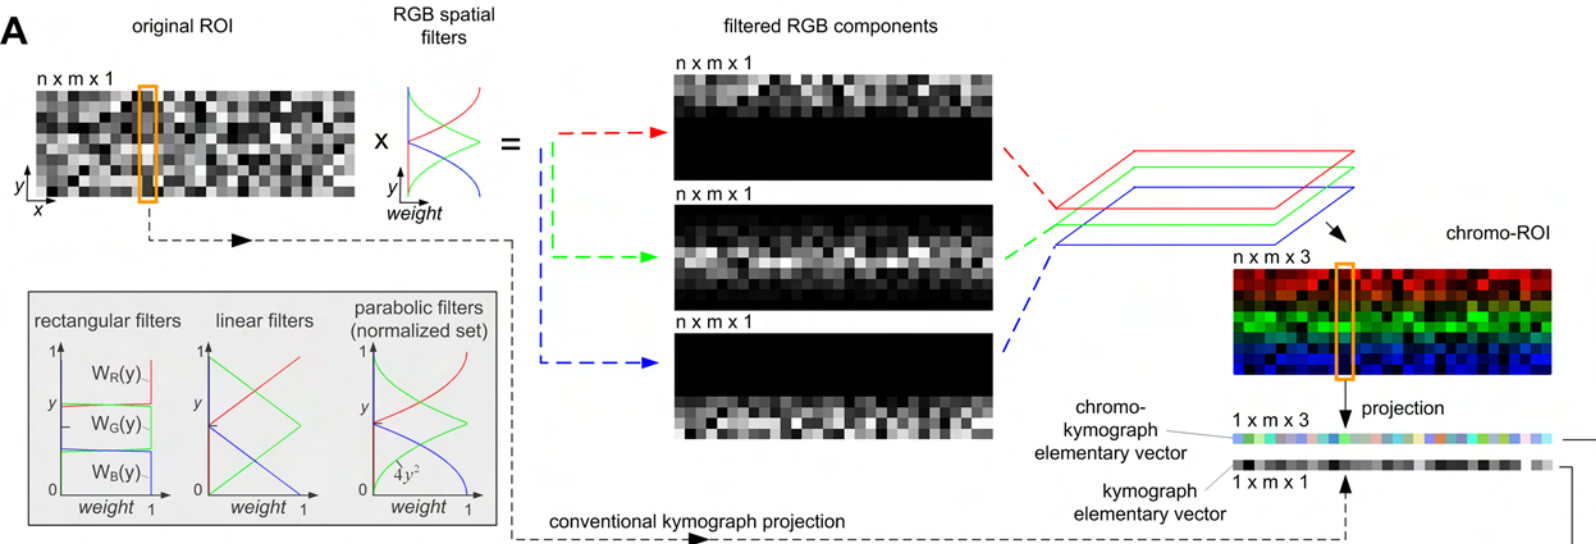 A
original ROI
RGB spatial
filters
filtered RGB components
n x m x 1
y
x
x
y
weight
=
n x m x 1
n x m x 1
n x m x 1
chromo-ROI
n x m x 3
projection
chromo-
kymograph
elementary vector
1 x m x 3
kymograph
elementary vector
1 x m x 1
conventional kymograph projection
rectangular filters
1
y
0
WR(y)
WG(y)
WB(y)
weight 1
linear filters
1
y
0
weight 1
parabolic filters
(normalized set)
1
y
0
4y²
weight 1